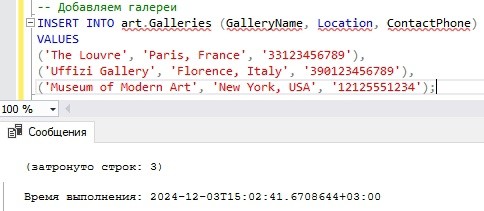 -- Добавляем галереи
INSERT INTO art.Galleries (GalleryName, Location, ContactPhone)
VALUES
('The Louvre', 'Paris, France', '33123456789'),
('Uffizi Gallery', 'Florence, Italy', '390123456789'),
('Museum of Modern Art', 'New York, USA', '12125551234');
100 %
Сообщения
(затронуто строк: 3)
Время выполнения: 2024-12-03T15:02:41.6708644+03:00